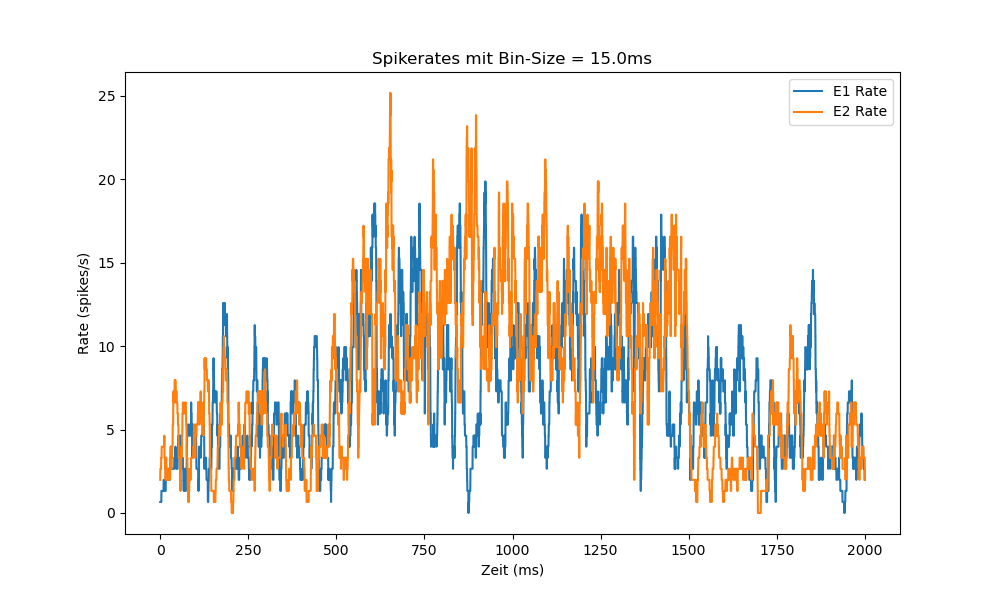 Spikerates mit Bin-Size = 15.0ms
E1 Rate
E2 Rate
Rate (spikes/s)
25
20
15
10
5
0
0 250 500 750 1000 1250 1500 1750 2000
Zeit (ms)